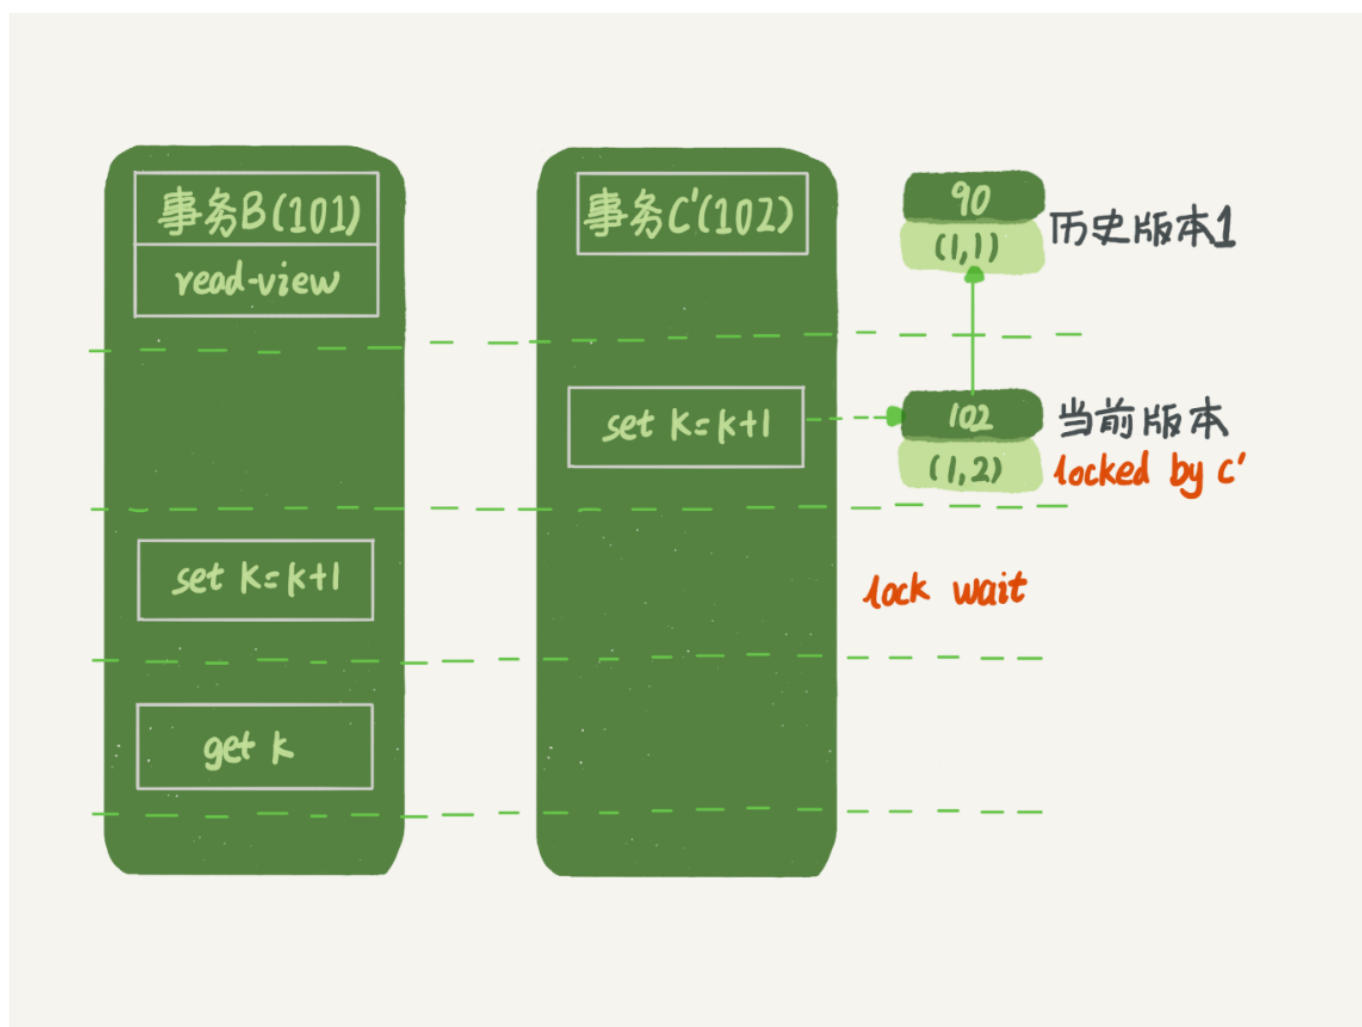 事务B(101)
read-view
事务C'(102)
90
(1,1)
历史版本1
set k=k+1
102
(1,2)
当前版本
locked by c'
set k=k+1
lock wait
get k